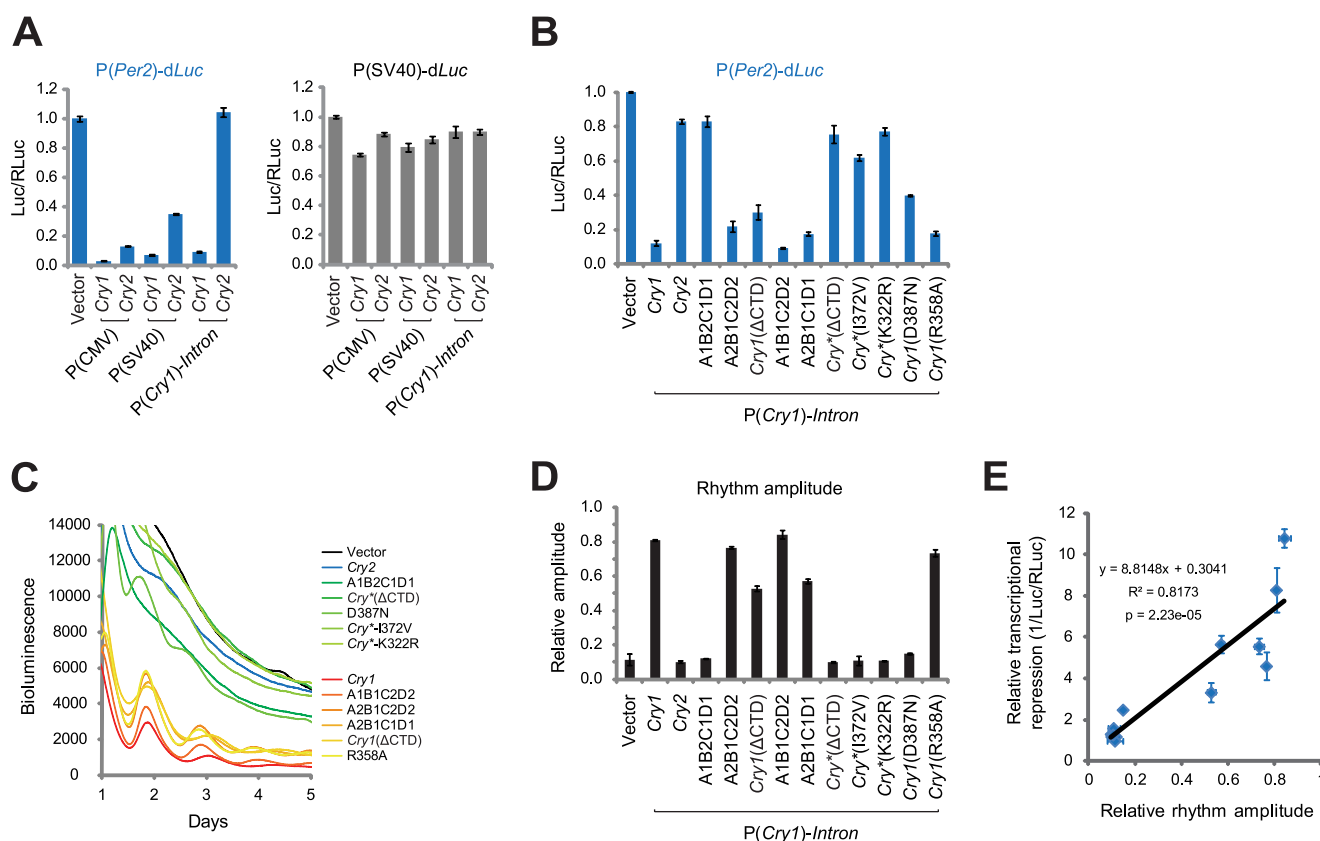 A
P(Per2)-dLuc
Luc/RLuc
1.2
1.0
0.8
0.6
0.4
0.2
0.0
Vector
Cry1
Cry2
Cry1
Cry2
Cry1
Cry2
P(CMV)
P(SV40)
P(Cry1)-Intron
P(SV40)-dLuc
Luc/RLuc
1.2
1.0
0.8
0.6
0.4
0.2
0.0
Vector
Cry1
Cry2
Cry1
Cry2
Cry1
Cry2
P(CMV)
P(SV40)
P(Cry1)-Intron
B
P(Per2)-dLuc
Luc/RLuc
1.0
0.8
0.6
0.4
0.2
0.0
Vector
Cry1
Cry2
A1B2C1D1
A2B1C2D2
Cry1(ΔCTD)
A1B1C2D2
A2B1C1D1
Cry*(ΔCTD)
Cry*(I372V)
Cry*(K322R)
Cry1(D387N)
Cry1(R358A)
P(Cry1)-Intron
C
Bioluminescence
14000
12000
10000
8000
6000
4000
2000
0
1
2
3
4
5
Days
Vector
Cry2
A1B2C1D1
Cry*(ΔCTD)
D387N
Cry*-I372V
Cry*-K322R
Cry1
A1B1C2D2
A2B1C2D2
A2B1C1D1
Cry1(ΔCTD)
R358A
D
Rhythm amplitude
Relative amplitude
1.0
0.8
0.6
0.4
0.2
0.0
Vector
Cry1
Cry2
A1B2C1D1
A2B1C2D2
Cry1(ΔCTD)
A1B1C2D2
A2B1C1D1
Cry*(ΔCTD)
Cry*(I372V)
Cry*(K322R)
Cry1(D387N)
Cry1(R358A)
P(Cry1)-Intron
E
Relative transcriptional
repression (1/Luc/RLuc)
12
10
8
6
4
2
0
y = 8.8148x + 0.3041
R² = 0.8173
p = 2.23e-05
0
0.2
0.4
0.6
0.8
1
Relative rhythm amplitude